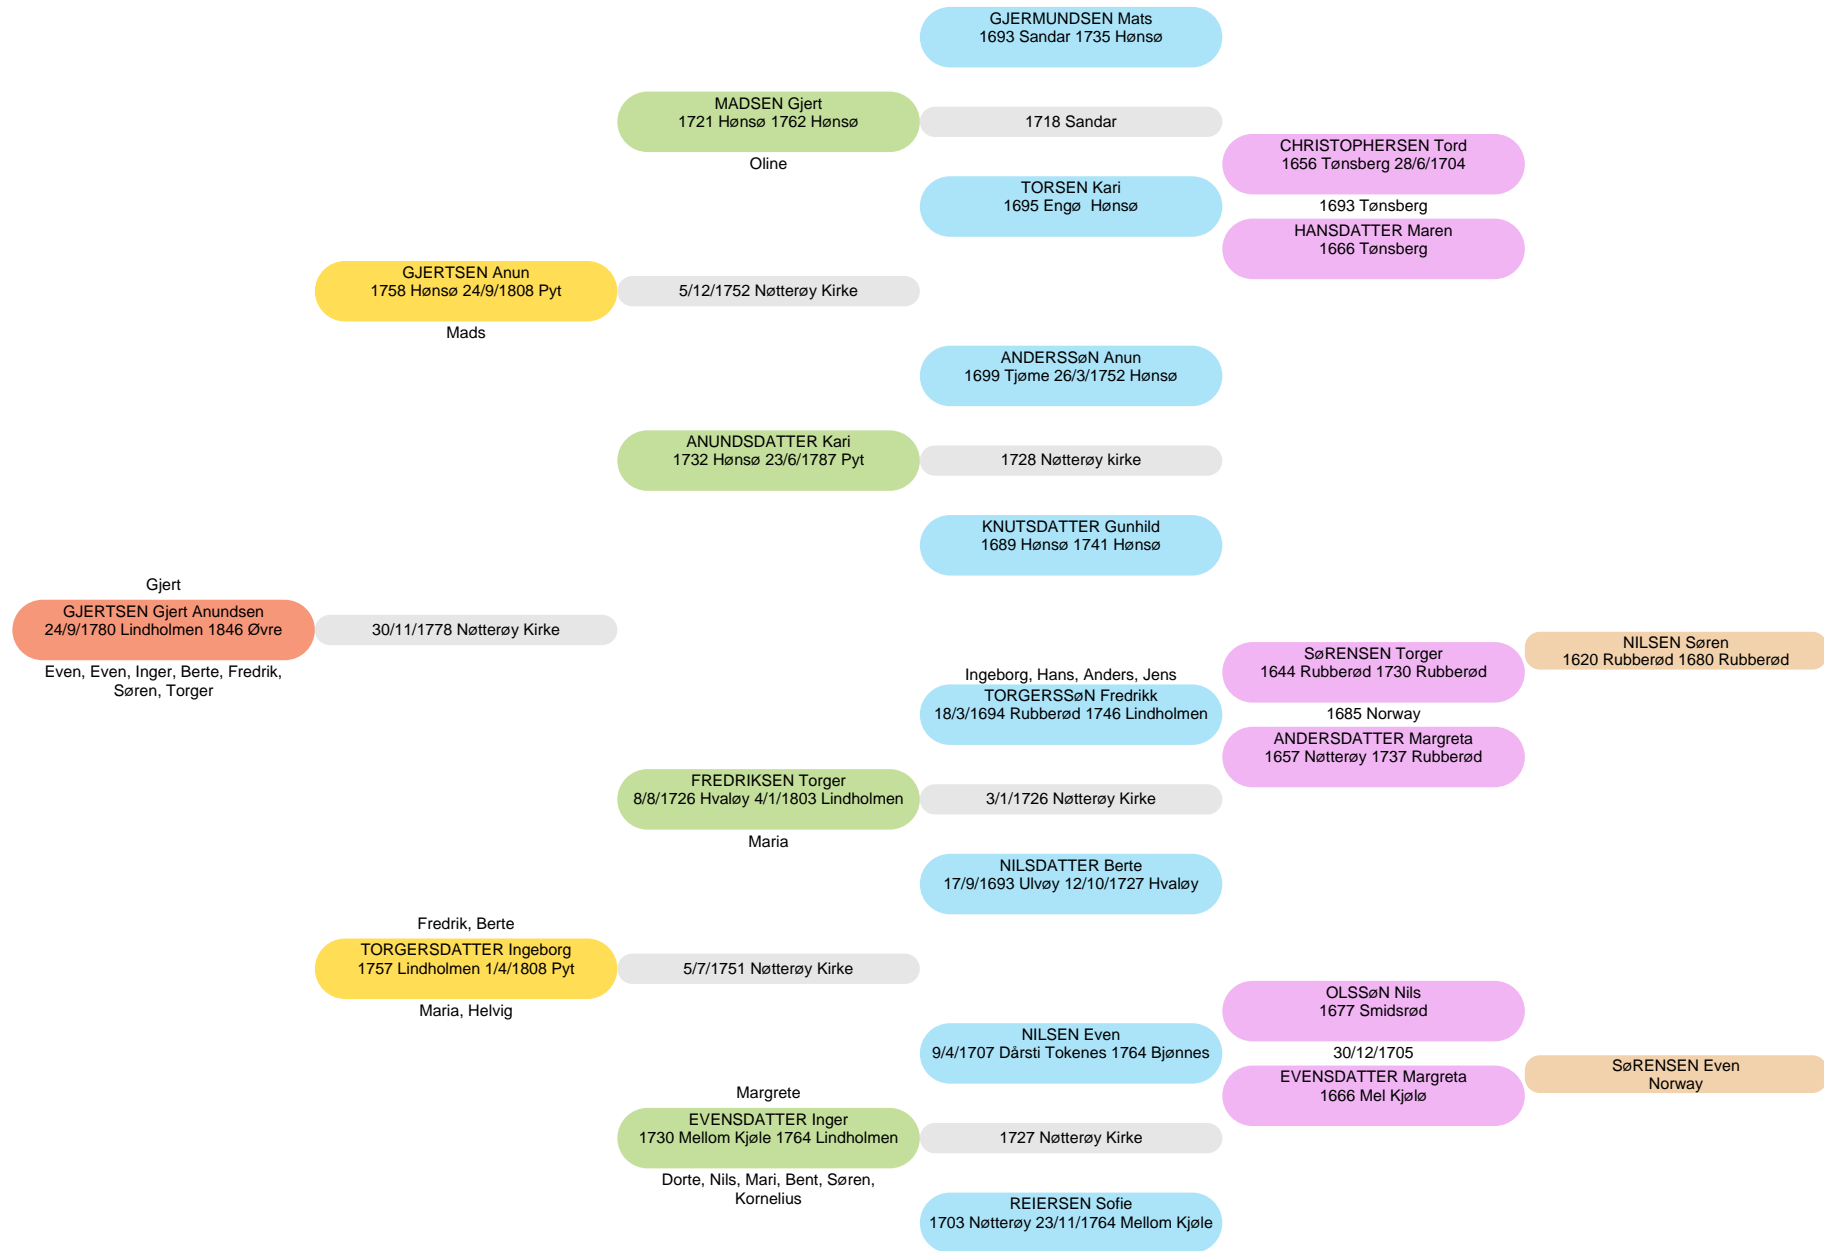 GJERMUNDSEN Mats
1693 Sandar 1735 Hønsø
MADSEN Gjert
1721 Hønsø 1762 Hønsø
Oline
1718 Sandar
TORSEN Kari
1695 Engø  Hønsø
CHRISTOPHERSEN Tord
1656 Tønsberg 28/6/1704
1693 Tønsberg
HANSDATTER Maren
1666 Tønsberg
GJERTSEN Anun
1758 Hønsø 24/9/1808 Pyt
Mads
5/12/1752 Nøtterøy Kirke
ANDERSSøN Anun
1699 Tjøme 26/3/1752 Hønsø
ANUNDSDATTER Kari
1732 Hønsø 23/6/1787 Pyt
1728 Nøtterøy kirke
KNUTSDATTER Gunhild
1689 Hønsø 1741 Hønsø
Gjert
GJERTSEN Gjert Anundsen
24/9/1780 Lindholmen 1846 Øvre
Even, Even, Inger, Berte, Fredrik,
Søren, Torger
30/11/1778 Nøtterøy Kirke
Ingeborg, Hans, Anders, Jens
TORGERSSøN Fredrikk
18/3/1694 Rubberød 1746 Lindholmen
SøRENSEN Torger
1644 Rubberød 1730 Rubberød
1685 Norway
ANDERSDATTER Margreta
1657 Nøtterøy 1737 Rubberød
NILSEN Søren
1620 Rubberød 1680 Rubberød
FREDRIKSEN Torger
8/8/1726 Hvaløy 4/1/1803 Lindholmen
Maria
3/1/1726 Nøtterøy Kirke
NILSDATTER Berte
17/9/1693 Ulvøy 12/10/1727 Hvaløy
Fredrik, Berte
TORGERSDATTER Ingeborg
1757 Lindholmen 1/4/1808 Pyt
Maria, Helvig
5/7/1751 Nøtterøy Kirke
NILSEN Even
9/4/1707 Dårsti Tokenes 1764 Bjønnes
OLSSøN Nils
1677 Smidsrød
30/12/1705
EVENSDATTER Margreta
1666 Mel Kjølø
SøRENSEN Even
Norway
Margrete
EVENSDATTER Inger
1730 Mellom Kjøle 1764 Lindholmen
Dorte, Nils, Mari, Bent, Søren,
Kornelius
1727 Nøtterøy Kirke
REIERSEN Sofie
1703 Nøtterøy 23/11/1764 Mellom Kjøle